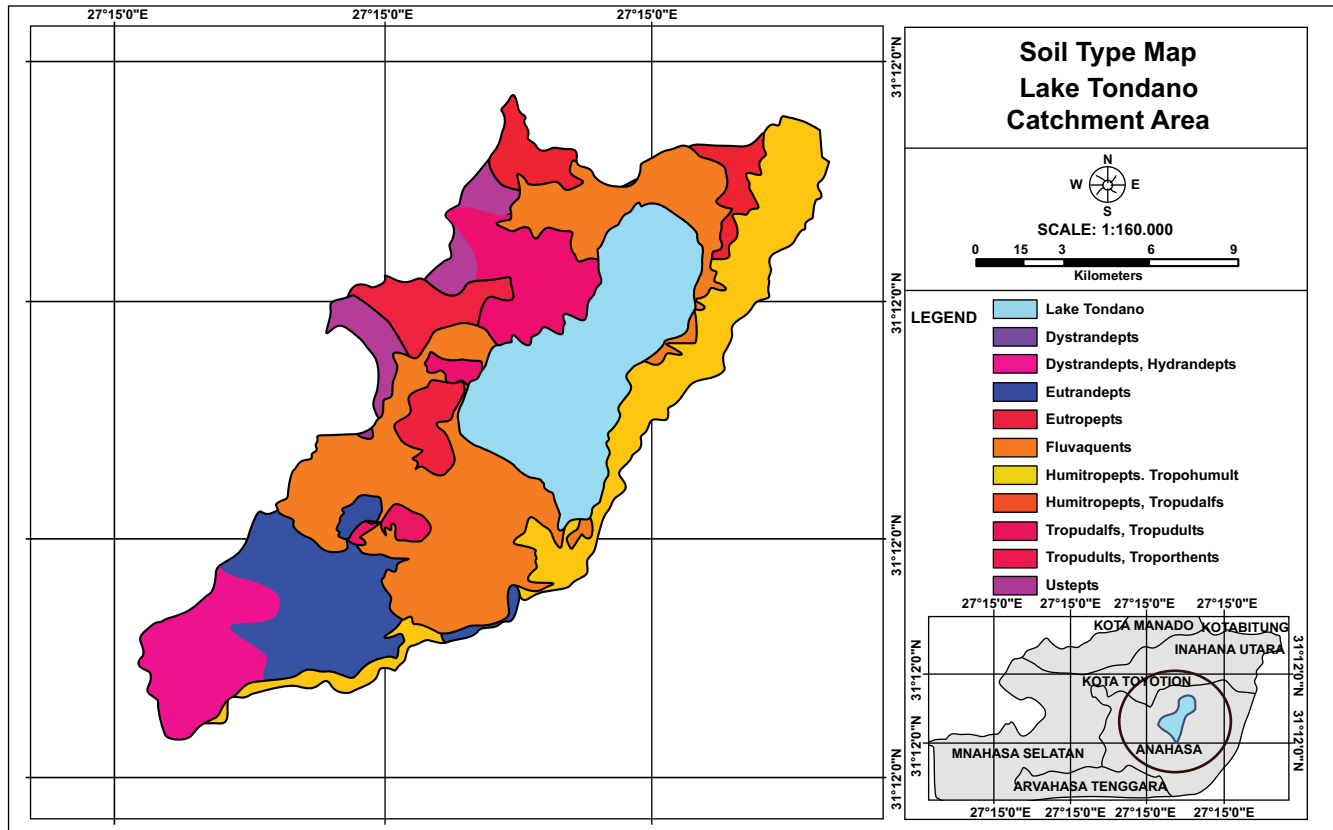 27°15'0"E 27°15'0"E 27°15'0"E
31°12'0"N
31°12'0"N
31°12'0"N
31°12'0"N
Soil Type Map
Lake Tondano
Catchment Area
N
W E
S
SCALE: 1:160.000
0 15 3 6 9
Kilometers
LEGEND
Lake Tondano
Dystrandepts
Dystrandepts, Hydrandepts
Eutrandepts
Eutropepts
Fluvaquents
Humitropepts. Tropohumult
Humitropepts, Tropudalfs
Tropudalfs, Tropudults
Tropudults, Troporthents
Ustepts
27°15'0"E 27°15'0"E 27°15'0"E 27°15'0"E
KOTA MANADO KOTABITUNG
INAHANA UTARA
KOTA TOYOTION
MNAHASA SELATAN
ANAHASA
ARVAHASA TENGGARA
31°12'0"N
31°12'0"N
31°12'0"N
31°12'0"N
27°15'0"E 27°15'0"E 27°15'0"E 27°15'0"E